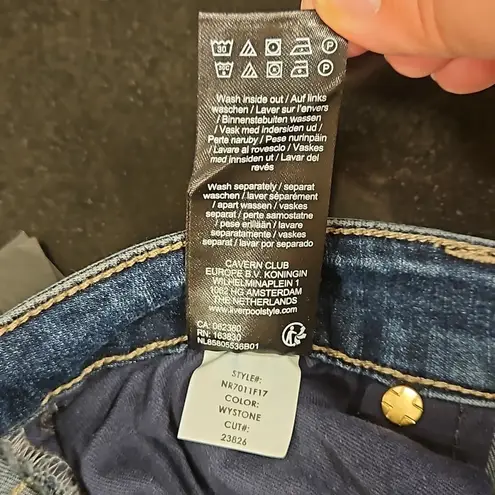 Wash inside out / Auf links
waschen / Laver sur l'envers
/ Binnenstebuiten wassen
/ Vask med indersiden ud /
Perte naruby / Pese nurinpäin
/ Lavare al rovescio / Vaskes
med innsiden ut / Lavar del
revés
Wash separately / separat
waschen / laver séparément
/ apart wassen / vaskes
separat / perte samostatne
/ pese erillään / lavare
separatamente / vaskes
separat / lavar por separado
CAVERN CLUB
EUROPE B.V. KONINGIN
WILHELMINAPLEIN 1
1062 HG AMSTERDAM
THE NETHERLANDS
www.liverpoolstyle.com
CA: 062380
RN: 163830
NL85805538B01
STYLE#:
NR7011F17
COLOR:
WYSTONE
CUT#:
23826